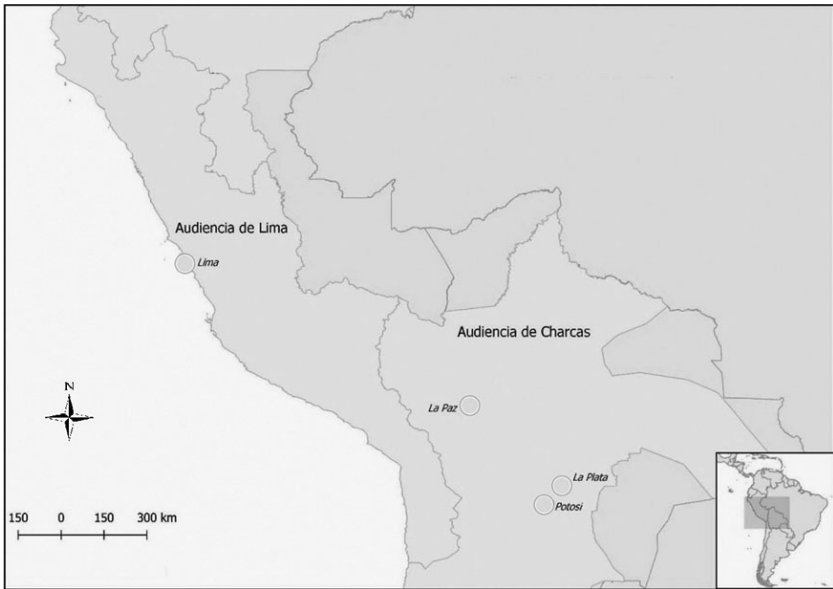 Audiencia de Lima
Lima
Audiencia de Charcas
La Paz
N
La Plata
Potosi
150 0 150 300 km